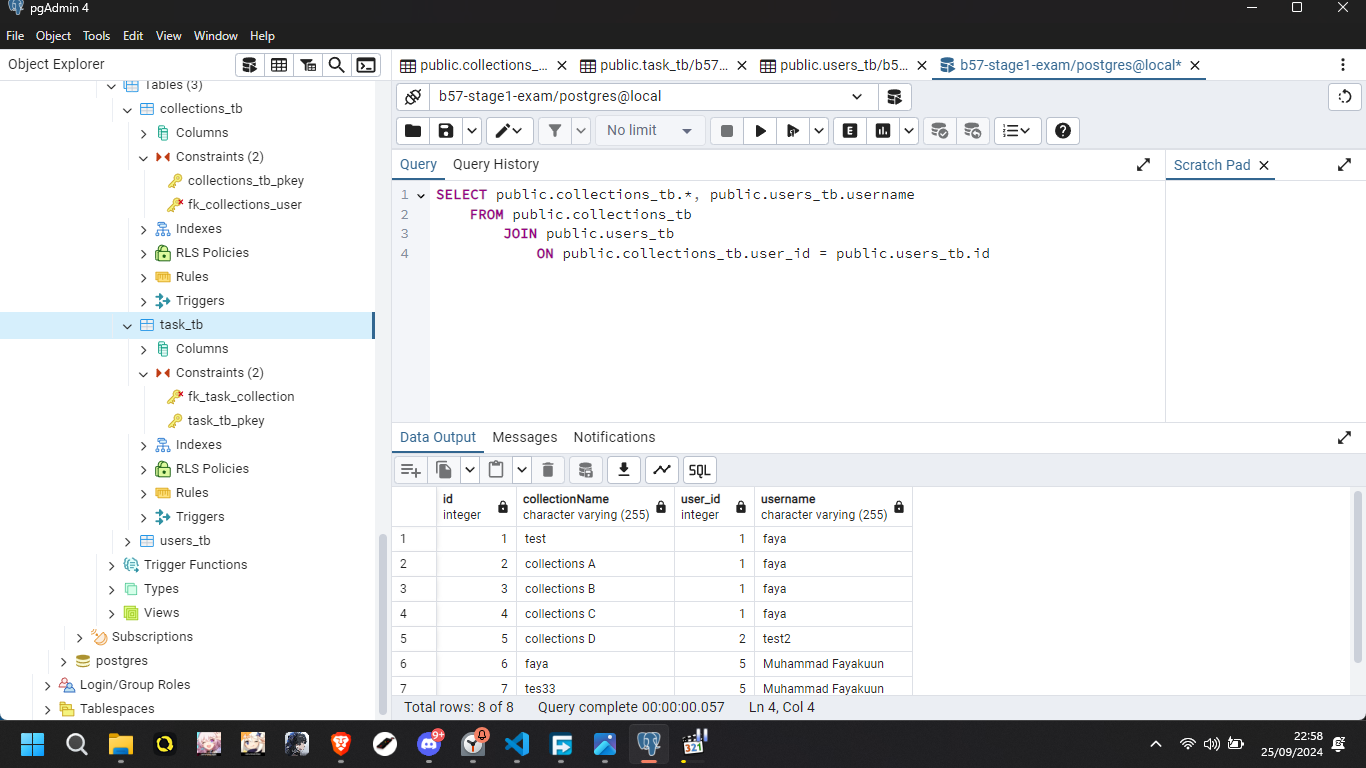 pgAdmin 4
File Object Tools Edit View Window Help
Object Explorer
Tables (3)
collections_tb
Columns
Constraints (2)
collections_tb_pkey
fk_collections_user
Indexes
RLS Policies
Rules
Triggers
task_tb
Columns
Constraints (2)
fk_task_collection
task_tb_pkey
Indexes
RLS Policies
Rules
Triggers
users_tb
Trigger Functions
Types
Views
Subscriptions
postgres
Login/Group Roles
Tablespaces
public.collections_... public.task_tb/b57... public.users_tb/b5... b57-stage1-exam/postgres@local*
b57-stage1-exam/postgres@local
No limit
E
Query Query History
Scratch Pad
1 SELECT public.collections_tb.*, public.users_tb.username
2 FROM public.collections_tb
3 JOIN public.users_tb
4 ON public.collections_tb.user_id = public.users_tb.id
Data Output Messages Notifications
SQL
id collectionName user_id username
integer character varying (255) integer character varying (255)
1 1 test 1 faya
2 2 collections A 1 faya
3 3 collections B 1 faya
4 4 collections C 1 faya
5 5 collections D 2 test2
6 6 faya 5 Muhammad Fayakuun
7 7 tes33 5 Muhammad Fayakuun
Total rows: 8 of 8 Query complete 00:00:00.057 Ln 4, Col 4
9+
321
22:58
25/09/2024